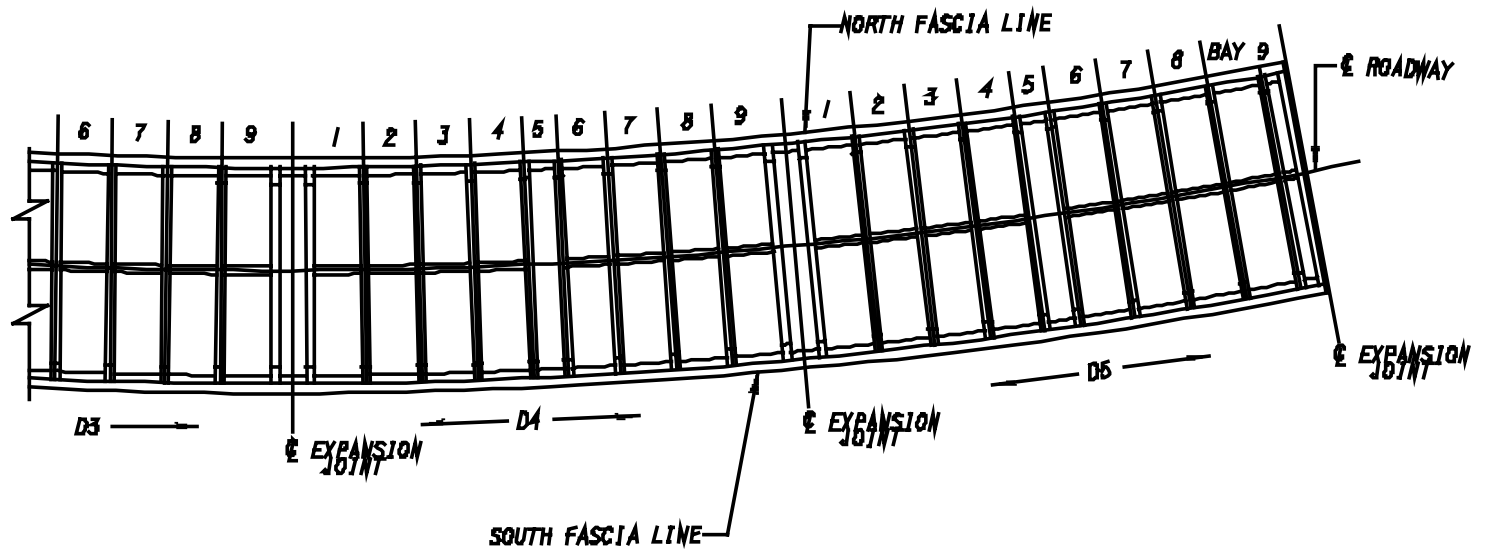 NORTH FASCIA LINE
℄ ROADWAY
6 7 8 9 1 2 3 4 5 6 7 8 9 1 2 3 4 5 6 7 8 BAY 9
D3
D4
D5
℄ EXPANSION
JOINT
℄ EXPANSION
JOINT
℄ EXPANSION
JOINT
SOUTH FASCIA LINE